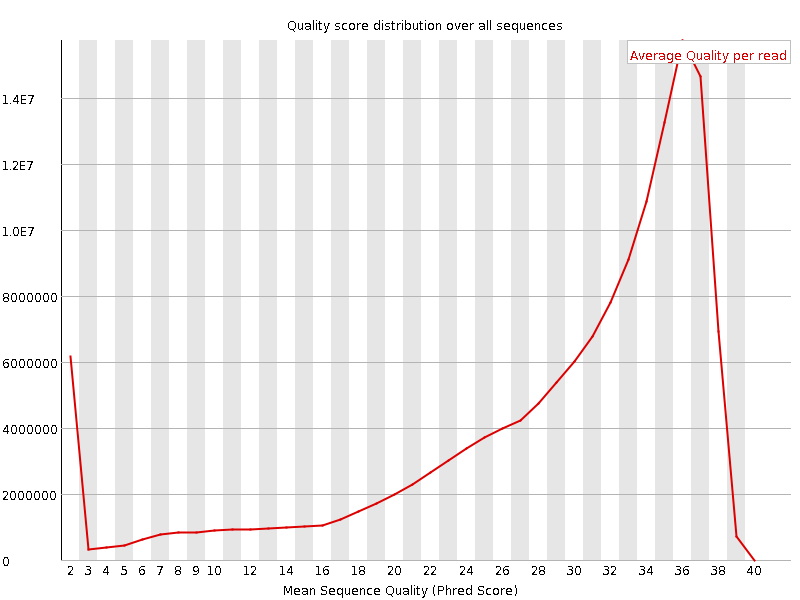 Quality score distribution over all sequences
Average Quality per read
1.4E7
1.2E7
1.0E7
8000000
6000000
4000000
2000000
0
2 3 4 5 6 7 8 9 10 12 14 16 18 20 22 24 26 28 30 32 34 36 38 40
Mean Sequence Quality (Phred Score)